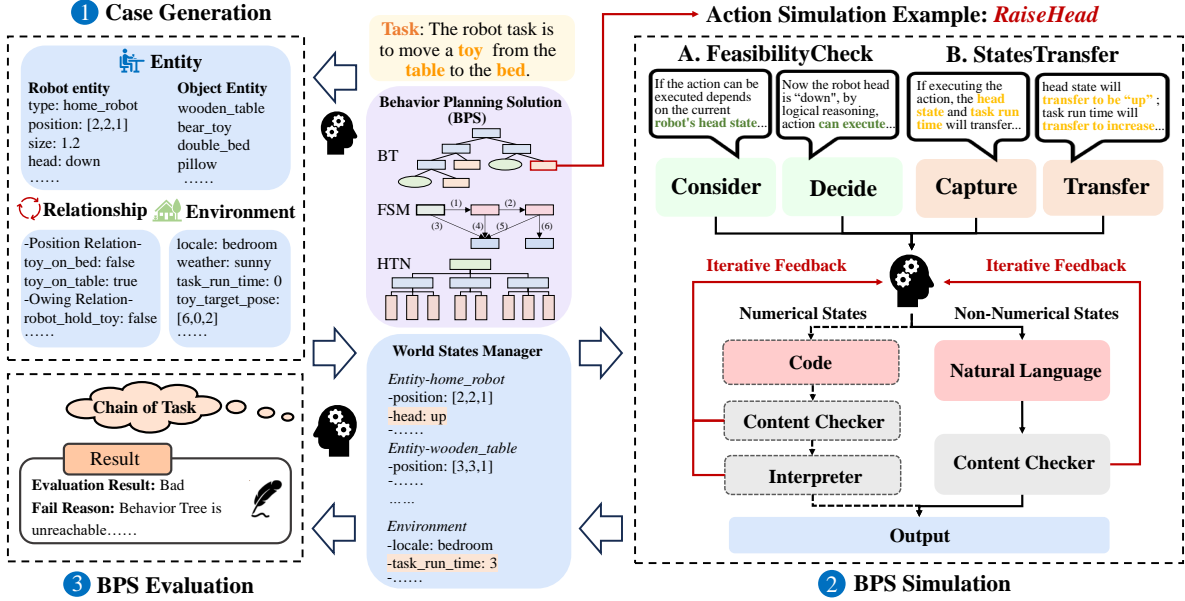 1 Case Generation
Entity
Robot entity
type: home_robot
position: [2,2,1]
size: 1.2
head: down
……
Object Entity
wooden_table
bear_toy
double_bed
pillow
……
Relationship
-Position Relation-
toy_on_bed: false
toy_on_table: true
-Owing Relation-
robot_hold_toy: false
……
Environment
locale: bedroom
weather: sunny
task_run_time: 0
toy_target_pose:
[6,0,2]
……
Task: The robot task is
to move a toy from the
table to the bed.
Behavior Planning Solution
(BPS)
BT
FSM
(1)
(2)
(3)
(4)
(5)
(6)
HTN
World States Manager
Entity-home_robot
-position: [2,2,1]
-head: up
-……
Entity-wooden_table
-position: [3,3,1]
-……
……
Environment
-locale: bedroom
-task_run_time: 3
-……
Chain of Task
Result
Evaluation Result: Bad
Fail Reason: Behavior Tree is
unreachable……
3 BPS Evaluation
Action Simulation Example: RaiseHead
A. FeasibilityCheck
B. StatesTransfer
If the action can be
executed depends
on the current
robot's head state...
Now the robot head
is “down”, by
logical reasoning,
action can execute...
If executing the
action, the head
state and task run
time will transfer...
head state will
transfer to be “up” ;
task run time will
transfer to increase...
Consider
Decide
Capture
Transfer
Iterative Feedback
Iterative Feedback
Numerical States
Non-Numerical States
Code
Natural Language
Content Checker
Interpreter
Content Checker
Output
2 BPS Simulation